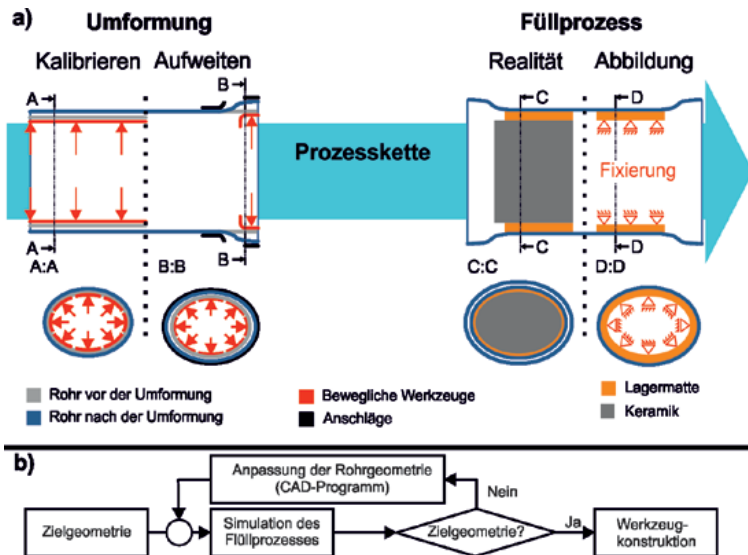 a)
Umformung
Füllprozess
Kalibrieren
Aufweiten
Realität
Abbildung
A
B
C
D
Prozesskette
Fixierung
A
B
C
D
A:A
B:B
C:C
D:D
Rohr vor der Umformung
Rohr nach der Umformung
Bewegliche Werkzeuge
Anschläge
Lagermatte
Keramik
b)
Anpassung der Rohrgeometrie
(CAD-Programm)
Nein
Zielgeometrie
Simulation des
Flüllprozesses
Zielgeometrie?
Ja
Werkzeug-
konstruktion